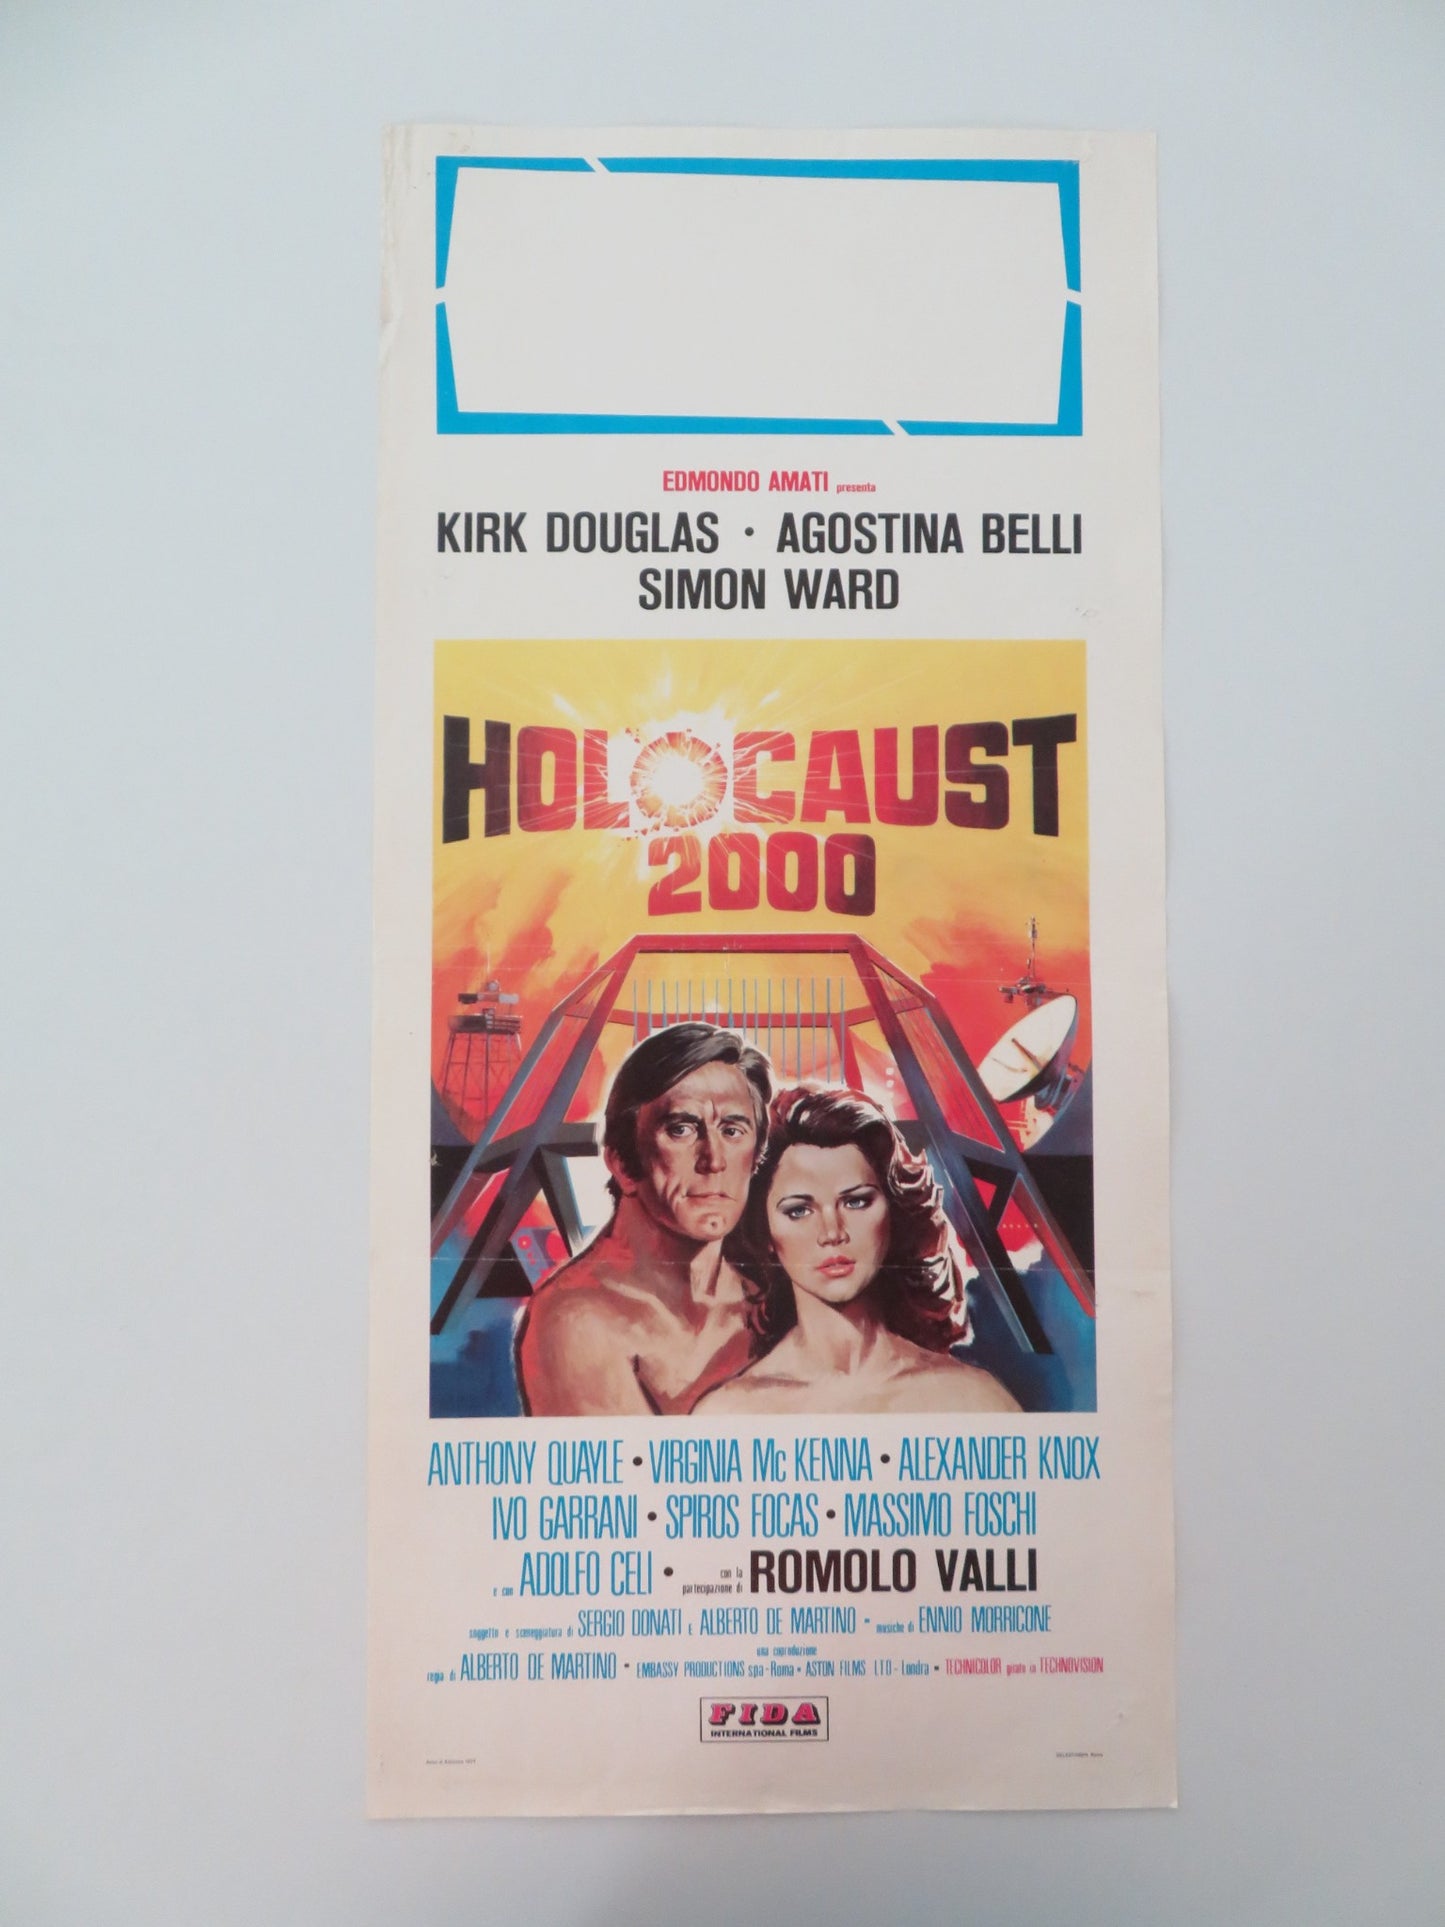 EDMONDO AMATI presenta
KIRK DOUGLAS • AGOSTINA BELLI
SIMON WARD
HOLOCAUST
2000
ANTHONY QUAYLE • VIRGINIA Mc KENNA • ALEXANDER KNOX
IVO GARRANI • SPIROS FOCAS • MASSIMO FOSCHI
e con ADOLFO CELI • con la partecipazione di ROMOLO VALLI
soggetto e sceneggiatura di SERGIO DONATI E ALBERTO DE MARTINO • musiche di ENNIO MORRICONE
regia di ALBERTO DE MARTINO • una coproduzione EMBASSY PRODUCTIONS spa-Roma • ASTON FILMS LTD - Londra • TECHNICOLOR girato in TECHNOVISION
FIDA
INTERNATIONAL FILMS